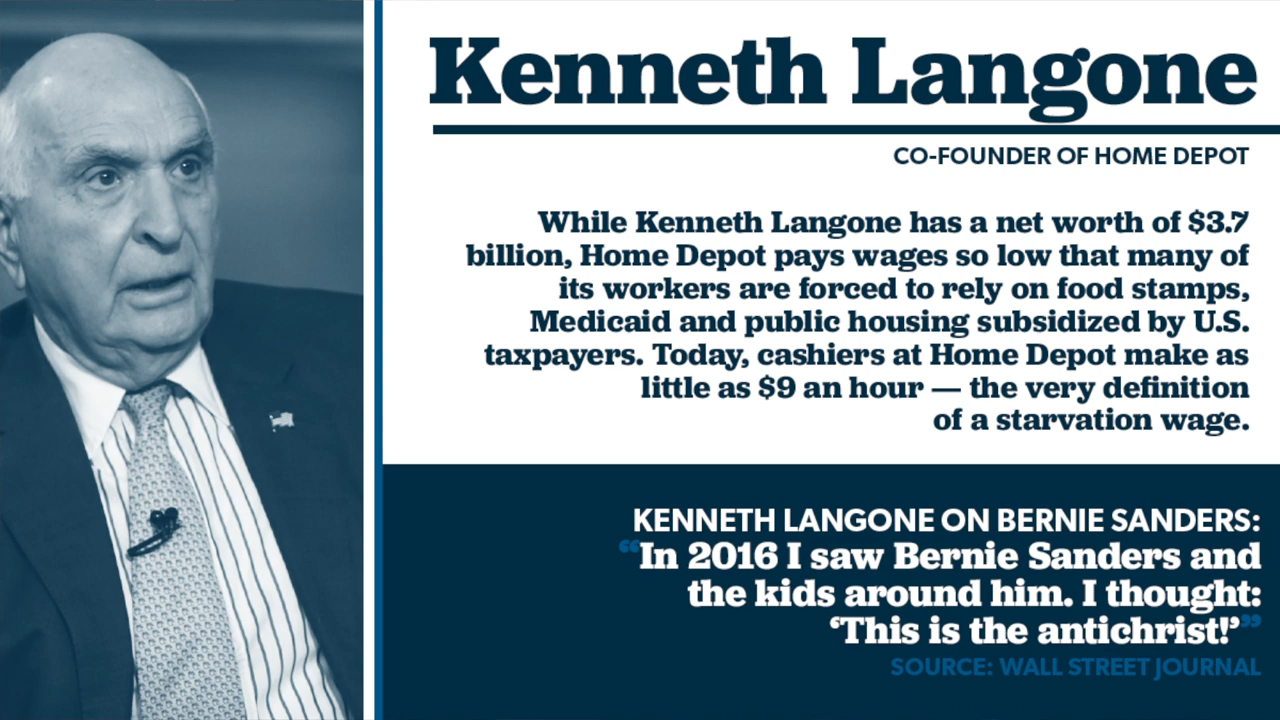 Kenneth Langone
CO-FOUNDER OF HOME DEPOT
While Kenneth Langone has a net worth of $3.7
billion, Home Depot pays wages so low that many of
its workers are forced to rely on food stamps,
Medicaid and public housing subsidized by U.S.
taxpayers. Today, cashiers at Home Depot make as
little as $9 an hour — the very definition
of a starvation wage.
KENNETH LANGONE ON BERNIE SANDERS:
“In 2016 I saw Bernie Sanders and
the kids around him. I thought:
‘This is the antichrist!’”
SOURCE: WALL STREET JOURNAL